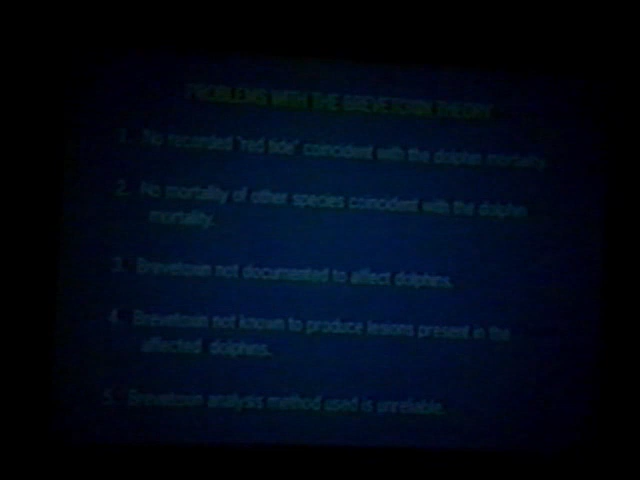 PROBLEMS WITH THE BREVETOXIN THEORY
1. No recorded "red tide" coincident with the dolphin mortality.
2. No mortality of other species coincident with the dolphin
mortality.
3. Brevetoxin not documented to affect dolphins.
4. Brevetoxin not known to produce lesions present in the
affected dolphins.
5. Brevetoxin analysis method used is unreliable.